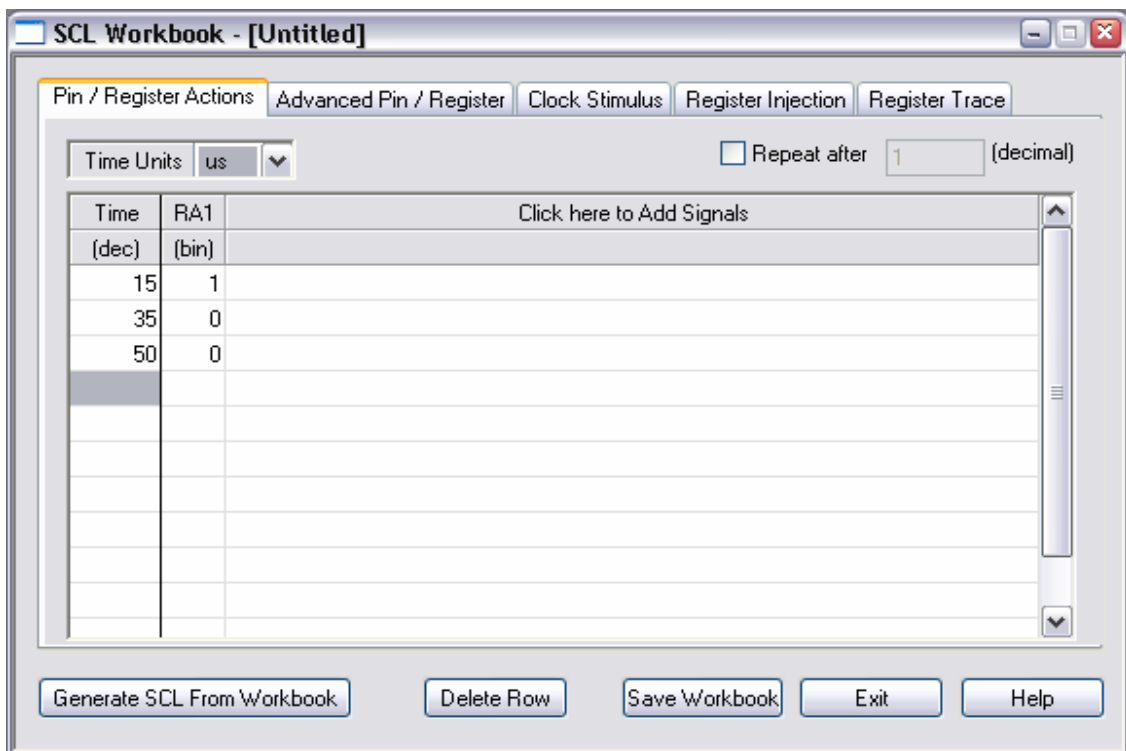 SCL Workbook - [Untitled]
Pin / Register Actions Advanced Pin / Register Clock Stimulus Register Injection Register Trace
Time Units us Repeat after 1 (decimal)
Time RA1 Click here to Add Signals
(dec) (bin)
15 1
35 0
50 0
Generate SCL From Workbook Delete Row Save Workbook Exit Help